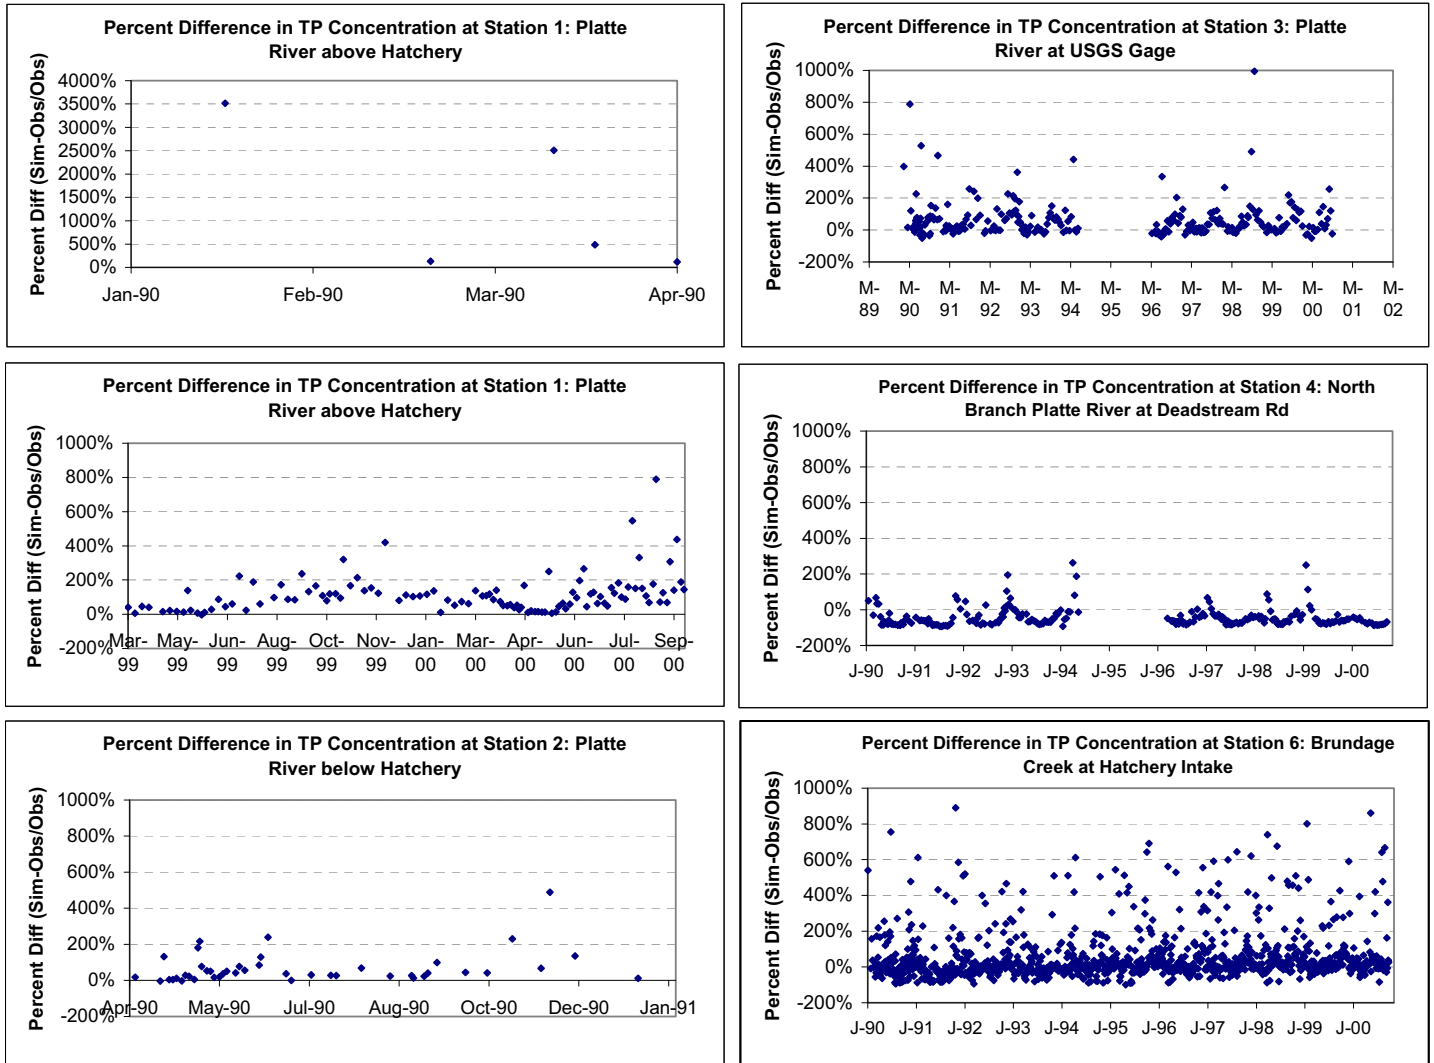 Percent Difference in TP Concentration at Station 1: Platte
River above Hatchery
Percent Diff (Sim-Obs/Obs)
4000%
3500%
3000%
2500%
2000%
1500%
1000%
500%
0%
Jan-90 Feb-90 Mar-90 Apr-90
Percent Difference in TP Concentration at Station 3: Platte
River at USGS Gage
Percent Diff (Sim-Obs/Obs)
1000%
800%
600%
400%
200%
0%
-200%
M- M- M- M- M- M- M- M- M- M- M- M- M- M-
89 90 91 92 93 94 95 96 97 98 99 00 01 02
Percent Difference in TP Concentration at Station 1: Platte
River above Hatchery
Percent Diff (Sim-Obs/Obs)
1000%
800%
600%
400%
200%
0%
-200%
Mar- May- Jun- Aug- Oct- Nov- Jan- Mar- Apr- Jun- Jul- Sep-
99 99 99 99 99 99 00 00 00 00 00 00
Percent Difference in TP Concentration at Station 4: North
Branch Platte River at Deadstream Rd
Percent Diff (Sim-Obs/Obs)
1000%
800%
600%
400%
200%
0%
-200%
J-90 J-91 J-92 J-93 J-94 J-95 J-96 J-97 J-98 J-99 J-00
Percent Difference in TP Concentration at Station 2: Platte
River below Hatchery
Percent Diff (Sim-Obs/Obs)
1000%
800%
600%
400%
200%
0%
-200%
Apr-90 May-90 Jul-90 Aug-90 Oct-90 Dec-90 Jan-91
Percent Difference in TP Concentration at Station 6: Brundage
Creek at Hatchery Intake
Percent Diff (Sim-Obs/Obs)
1000%
800%
600%
400%
200%
0%
-200%
J-90 J-91 J-92 J-93 J-94 J-95 J-96 J-97 J-98 J-99 J-00